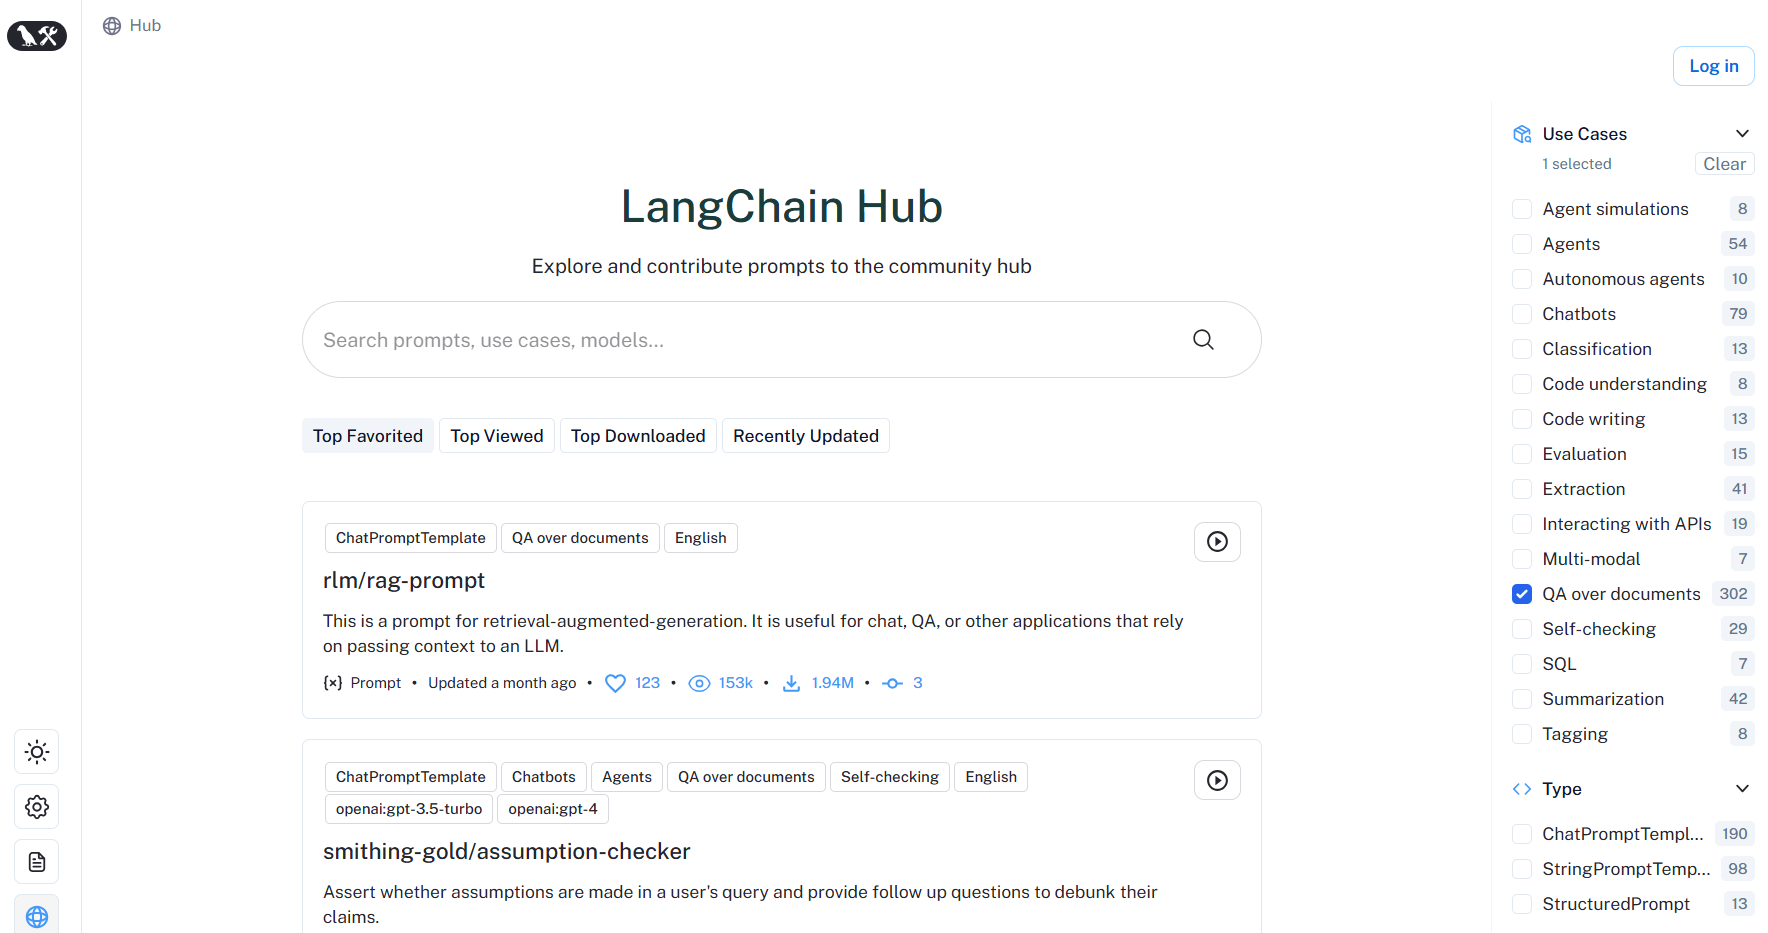 Hub
Log in
LangChain Hub
Explore and contribute prompts to the community hub
Search prompts, use cases, models...
Top Favorited
Top Viewed
Top Downloaded
Recently Updated
ChatPromptTemplate
QA over documents
English
rlm/rag-prompt
This is a prompt for retrieval-augmented-generation. It is useful for chat, QA, or other applications that rely
on passing context to an LLM.
{x} Prompt • Updated a month ago • 123 • 153k • 1.94M • 3
ChatPromptTemplate
Chatbots
Agents
QA over documents
Self-checking
English
openai:gpt-3.5-turbo
openai:gpt-4
smithing-gold/assumption-checker
Assert whether assumptions are made in a user's query and provide follow up questions to debunk their
claims.
Use Cases
1 selected
Clear
Agent simulations 8
Agents 54
Autonomous agents 10
Chatbots 79
Classification 13
Code understanding 8
Code writing 13
Evaluation 15
Extraction 41
Interacting with APIs 19
Multi-modal 7
QA over documents 302
Self-checking 29
SQL 7
Summarization 42
Tagging 8
Type
ChatPromptTempl... 190
StringPromptTemp... 98
StructuredPrompt 13